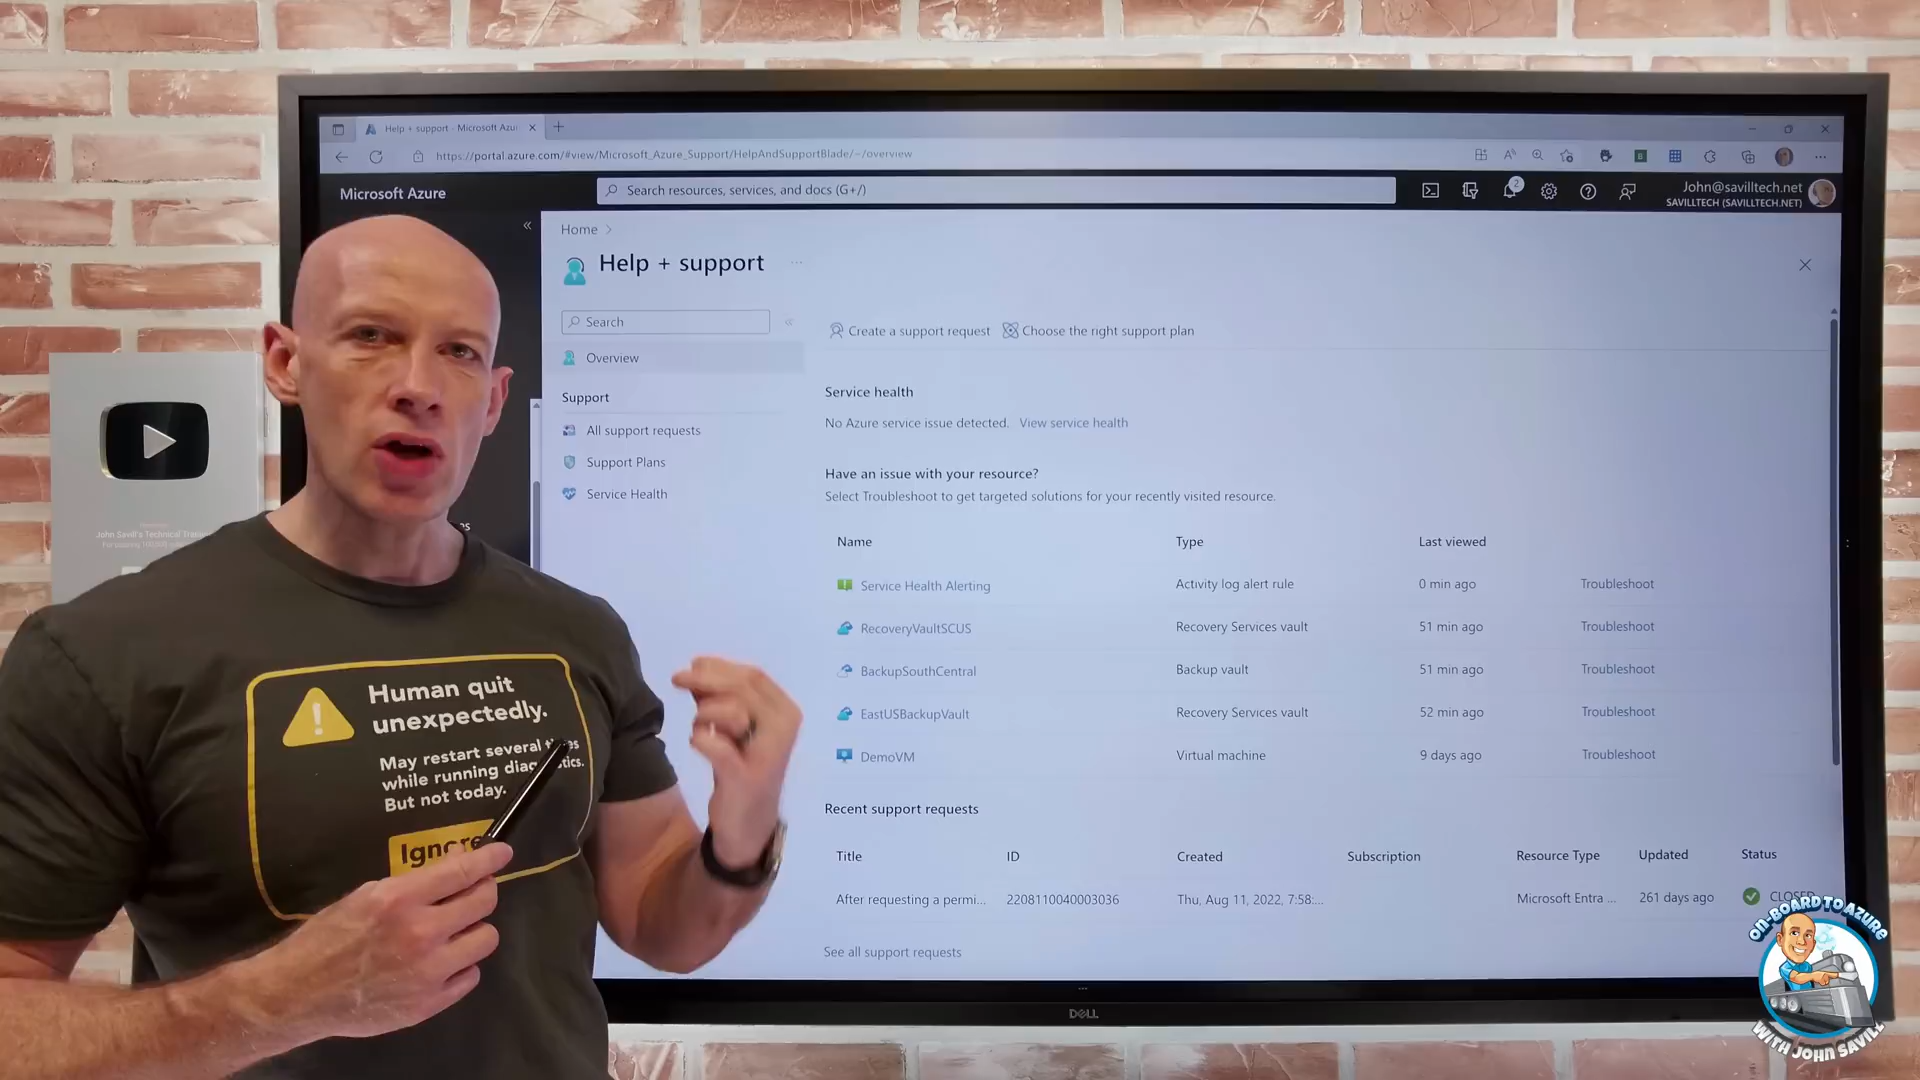 Help + support - Microsoft Azu
https://portal.azure.com/#view/Microsoft_Azure_Support/HelpAndSupportBlade/~/overview
Microsoft Azure
Search resources, services, and docs (G+/)
2
John@savilltech.net
SAVILLTECH (SAVILLTECH.NET)
Home
Help + support
Search
Overview
Support
All support requests
Support Plans
Service Health
Create a support request
Choose the right support plan
Service health
No Azure service issue detected. View service health
Have an issue with your resource?
Select Troubleshoot to get targeted solutions for your recently visited resource.
Name Type Last viewed
Service Health Alerting Activity log alert rule 0 min ago Troubleshoot
RecoveryVaultSCUS Recovery Services vault 51 min ago Troubleshoot
BackupSouthCentral Backup vault 51 min ago Troubleshoot
EastUSBackupVault Recovery Services vault 52 min ago Troubleshoot
DemoVM Virtual machine 9 days ago Troubleshoot
Recent support requests
Title ID Created Subscription Resource Type Updated Status
After requesting a permi... 2208110040003036 Thu, Aug 11, 2022, 7:58:... Microsoft Entra ... 261 days ago CLOSED
See all support requests
DELL
John Savill's Technical
Human quit
unexpectedly.
May restart several
while running
But not today.
Ignore
ON-BOARD TO AZURE
WITH JOHN SAVILL